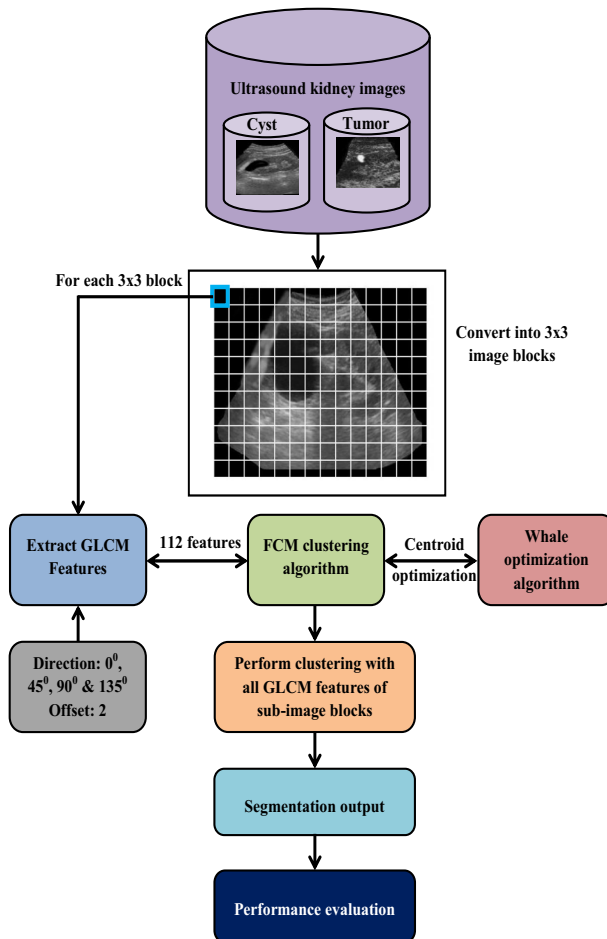 Ultrasound kidney images
Cyst
Tumor
For each 3x3 block
Convert into 3x3
image blocks
Extract GLCM
Features
112 features
FCM clustering
algorithm
Centroid
optimization
Whale
optimization
algorithm
Direction: 0⁰,
45⁰, 90⁰ & 135⁰
Offset: 2
Perform clustering with
all GLCM features of
sub-image blocks
Segmentation output
Performance evaluation